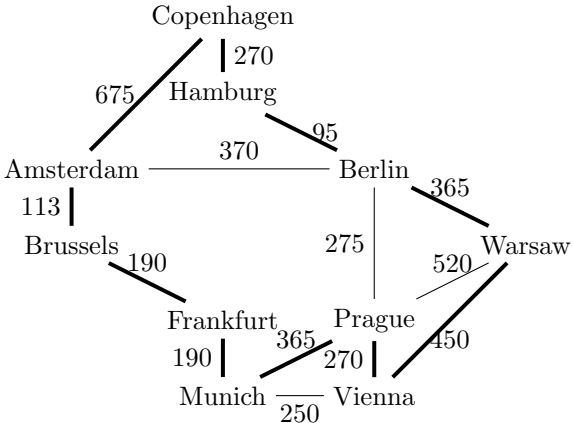 Copenhagen
270
675 Hamburg
95
370
Amsterdam Berlin
113 365
Brussels 275 Warsaw
190 520
Frankfurt Prague
190 365 270 450
Munich Vienna
250